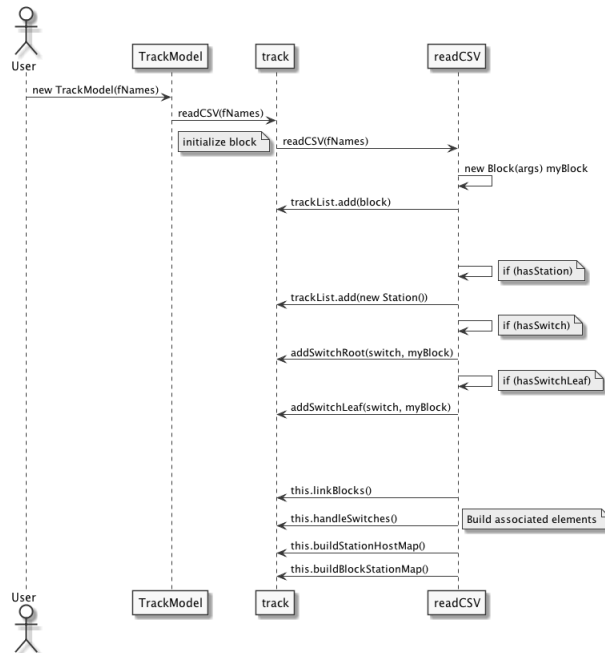 User
TrackModel
track
readCSV
new TrackModel(fNames)
readCSV(fNames)
initialize block
readCSV(fNames)
new Block(args) myBlock
trackList.add(block)
if (hasStation)
trackList.add(new Station())
if (hasSwitch)
addSwitchRoot(switch, myBlock)
if (hasSwitchLeaf)
addSwitchLeaf(switch, myBlock)
this.linkBlocks()
this.handleSwitches()
Build associated elements
this.buildStationHostMap()
this.buildBlockStationMap()
User
TrackModel
track
readCSV